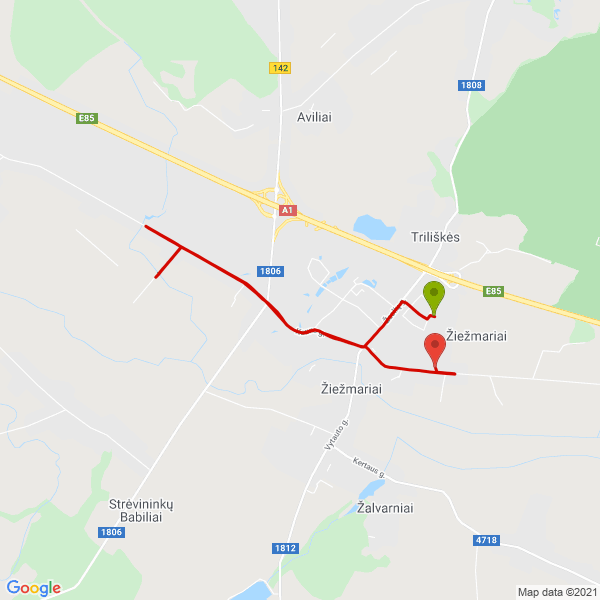 142
1808
Aviliai
E85
A1
Triliškės
1806
E85
Žiežmariai
Žiežmariai
Vytauto g.
Kertaus g.
Strėvininkų
Babiliai
Žalvarniai
1806
4718
1812
Google
Map data ©2021